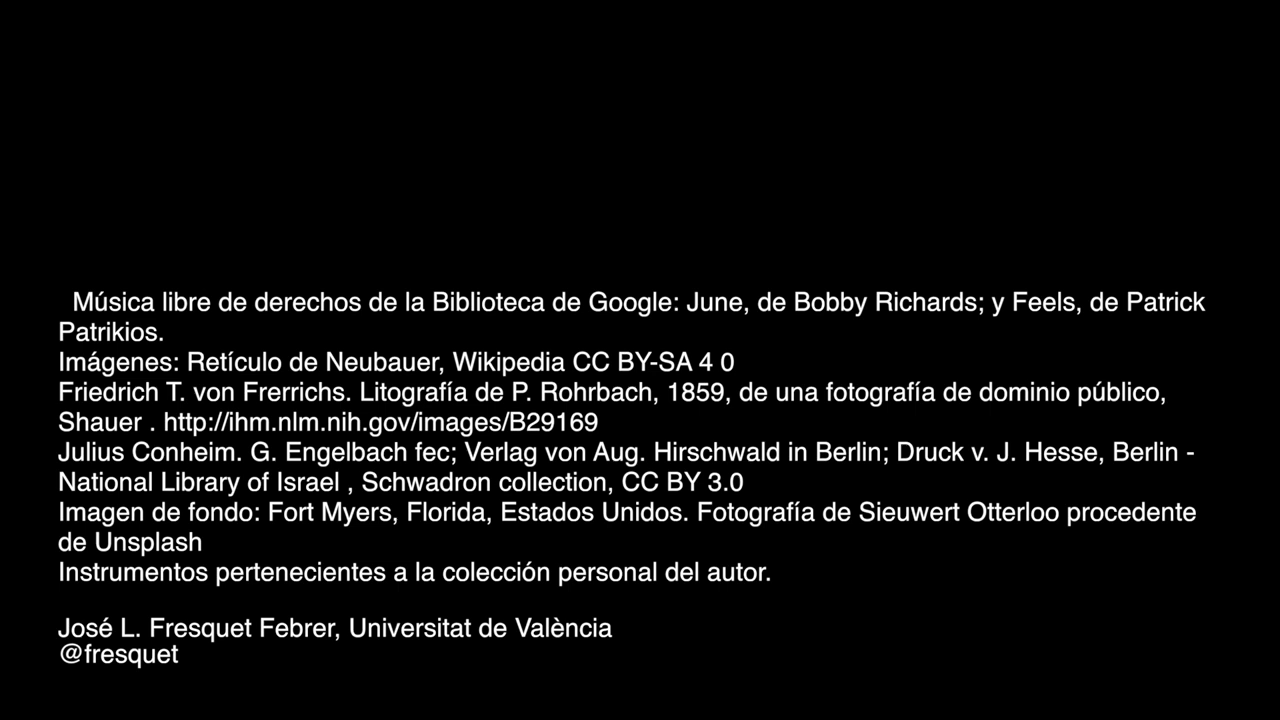 Música libre de derechos de la Biblioteca de Google: June, de Bobby Richards; y Feels, de Patrick
Patrikios.
Imágenes: Retículo de Neubauer, Wikipedia CC BY-SA 4 0
Friedrich T. von Frerrichs. Litografía de P. Rohrbach, 1859, de una fotografía de dominio público,
Shauer . http://ihm.nlm.nih.gov/images/B29169
Julius Conheim. G. Engelbach fec; Verlag von Aug. Hirschwald in Berlin; Druck v. J. Hesse, Berlin -
National Library of Israel , Schwadron collection, CC BY 3.0
Imagen de fondo: Fort Myers, Florida, Estados Unidos. Fotografía de Sieuwert Otterloo procedente
de Unsplash
Instrumentos pertenecientes a la colección personal del autor.
José L. Fresquet Febrer, Universitat de València
@fresquet